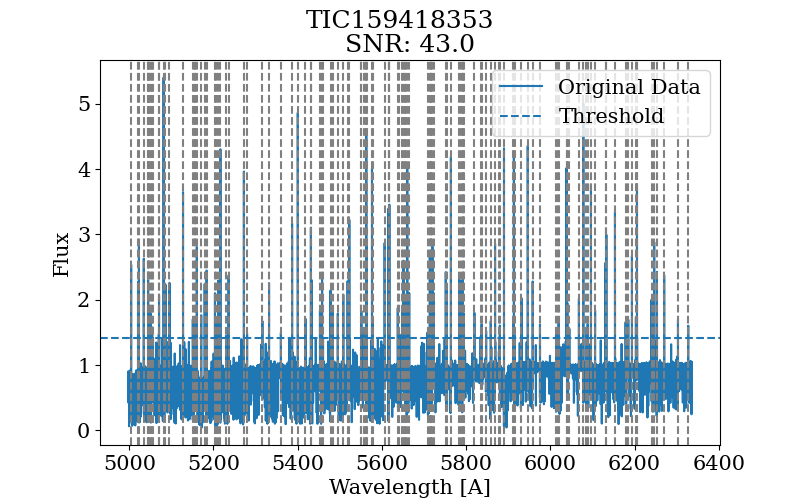 TIC159418353
SNR: 43.0
Original Data
Threshold
Flux
5
4
3
2
1
0
5000 5200 5400 5600 5800 6000 6200 6400
Wavelength [A]